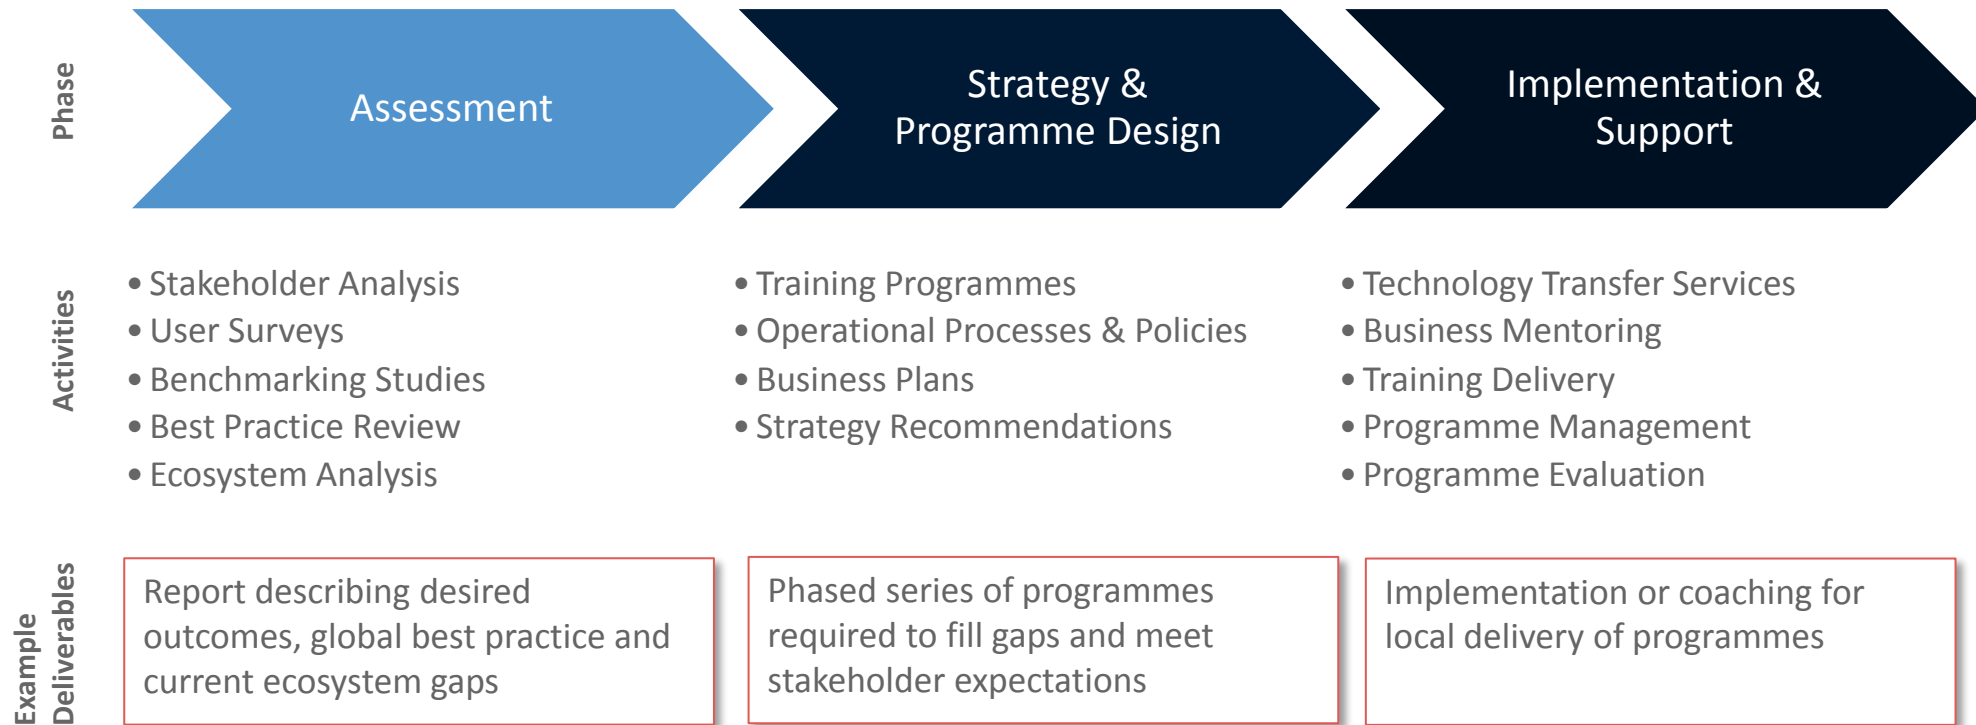 Phase
Assessment
Strategy &
Programme Design
Implementation &
Support
Activities
• Stakeholder Analysis
• User Surveys
• Benchmarking Studies
• Best Practice Review
• Ecosystem Analysis
• Training Programmes
• Operational Processes & Policies
• Business Plans
• Strategy Recommendations
• Technology Transfer Services
• Business Mentoring
• Training Delivery
• Programme Management
• Programme Evaluation
Example
Deliverables
Report describing desired
outcomes, global best practice and
current ecosystem gaps
Phased series of programmes
required to fill gaps and meet
stakeholder expectations
Implementation or coaching for
local delivery of programmes